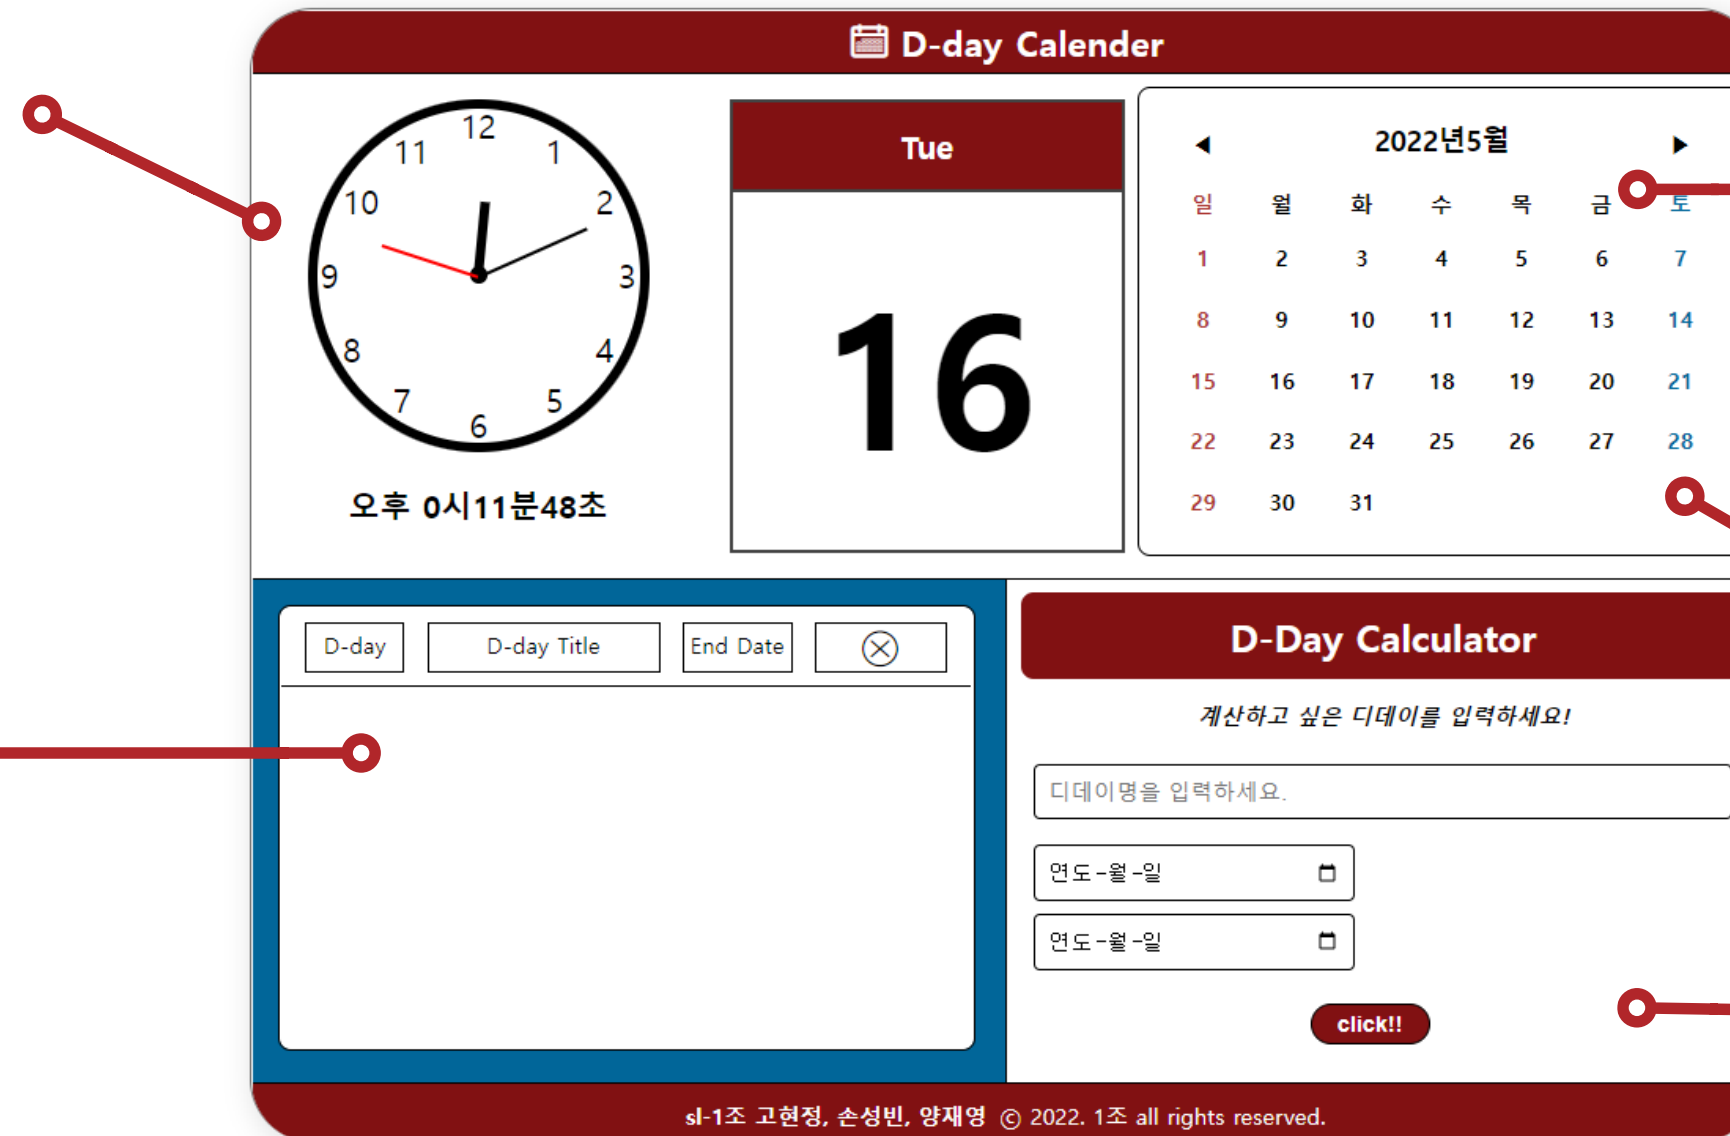 D-day Calender
12
11
1
10
2
9
3
8
4
7
5
6
오후 0시11분48초
Tue
16
◀ 2022년5월 ▶
일 월 화 수 목 금 토
1 2 3 4 5 6 7
8 9 10 11 12 13 14
15 16 17 18 19 20 21
22 23 24 25 26 27 28
29 30 31
D-day D-day Title End Date
D-Day Calculator
계산하고 싶은 디데이를 입력하세요!
디데이명을 입력하세요.
연도-월-일
연도-월-일
click!!
sl-1조 고현정, 손성빈, 양재영 © 2022. 1조 all rights reserved.